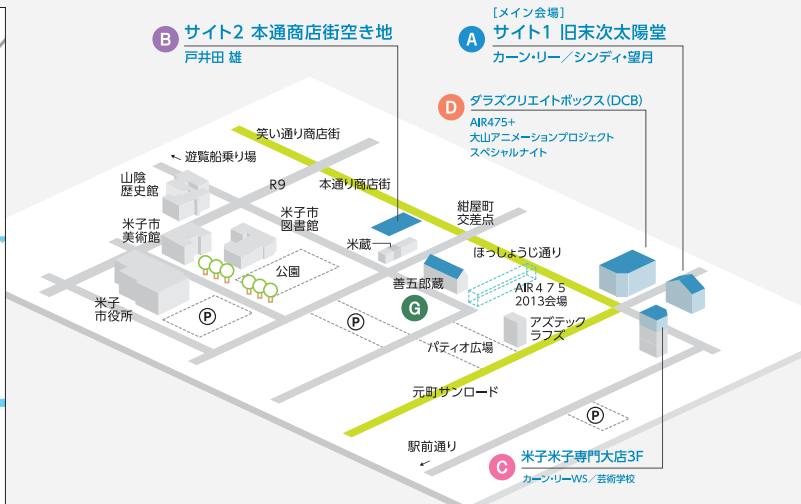 [メイン会場]
B
サイト2 本通商店街空き地
戸井田 雄
A
サイト1 旧末次太陽堂
カーン・リー／シンディ・望月
D
ダラズクリエイトボックス(DCB)
AIR475+
大山アニメーションプロジェクト
スペシャルナイト
笑い通り商店街
遊覧船乗り場
山陰
歴史館
R9
本通り商店街
米子市
図書館
紺屋町
交差点
米子市
美術館
米蔵
ほっしょうじ通り
公園
善五郎蔵
G
AIR475
2013会場
米子
市役所
P
P
アズテック
ラフズ
パティオ広場
元町サンロード
P
駅前通り
C
米子米子専門大店3F
カーン・リーWS／芸術学校